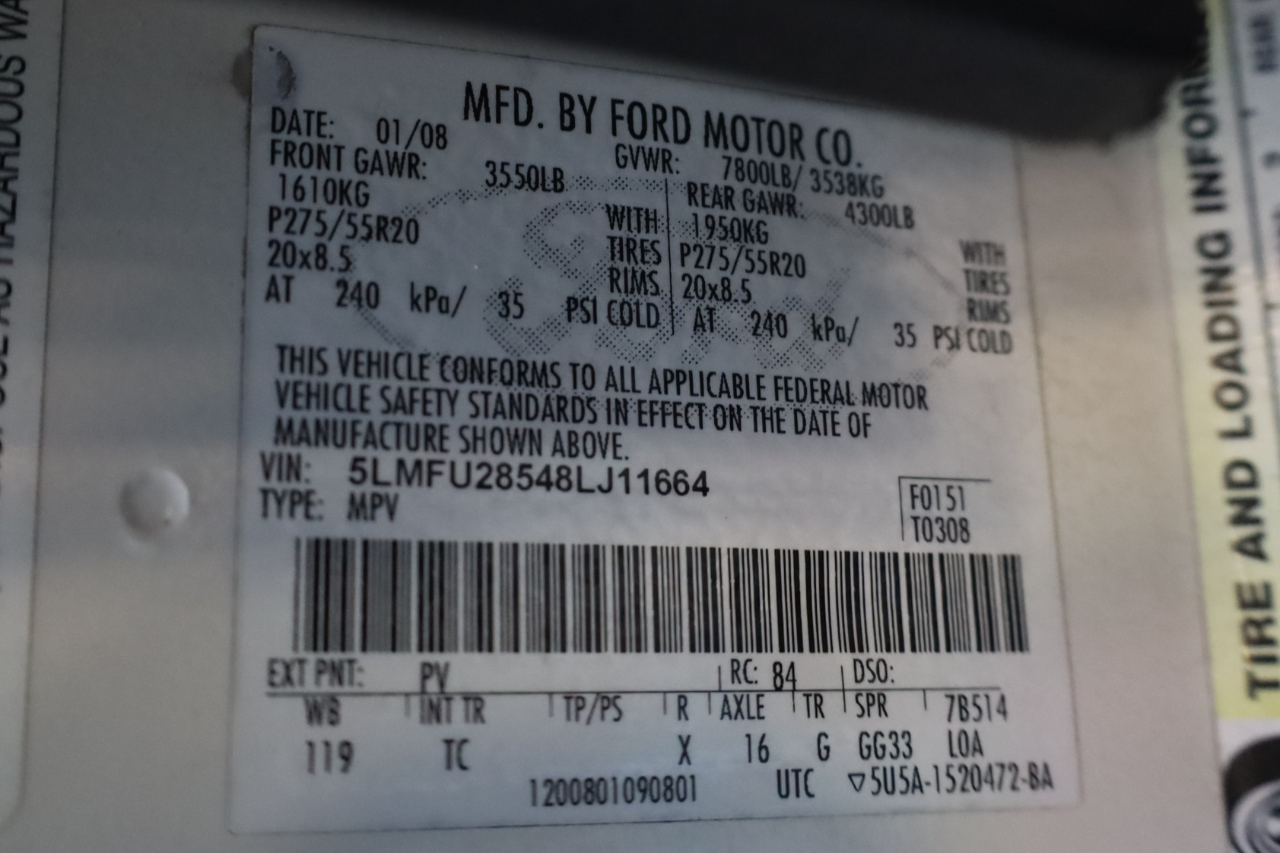 MFD. BY FORD MOTOR CO.
DATE: 01/08 GVWR: 7800LB/ 3538KG
FRONT GAWR: 3550LB REAR GAWR: 4300LB
1610KG WITH 1950KG WITH
P275/55R20 TIRES P275/55R20 TIRES
20x8.5 RIMS 20x8.5 RIMS
AT 240 kPa/ 35 PSI COLD AT 240 kPa/ 35 PSI COLD
THIS VEHICLE CONFORMS TO ALL APPLICABLE FEDERAL MOTOR
VEHICLE SAFETY STANDARDS IN EFFECT ON THE DATE OF
MANUFACTURE SHOWN ABOVE.
VIN: 5LMFU28548LJ11664
TYPE: MPV
F0151
T0308
EXT PNT: PV RC: 84 DSO:
WB INT TR TP/PS R AXLE TR SPR 7B514
119 TC X 16 G GG33 LOA
1200801090801 UTC ▽5U5A-1520472-BA
TIRE AND LOADING